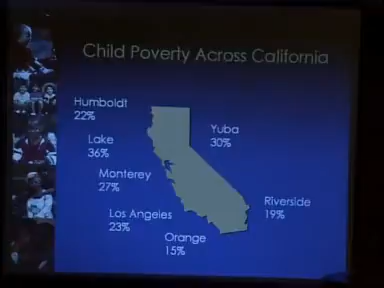 Child Poverty Across California
Humboldt
22%
Yuba
30%
Lake
36%
Monterey
27%
Riverside
19%
Los Angeles
23%
Orange
15%